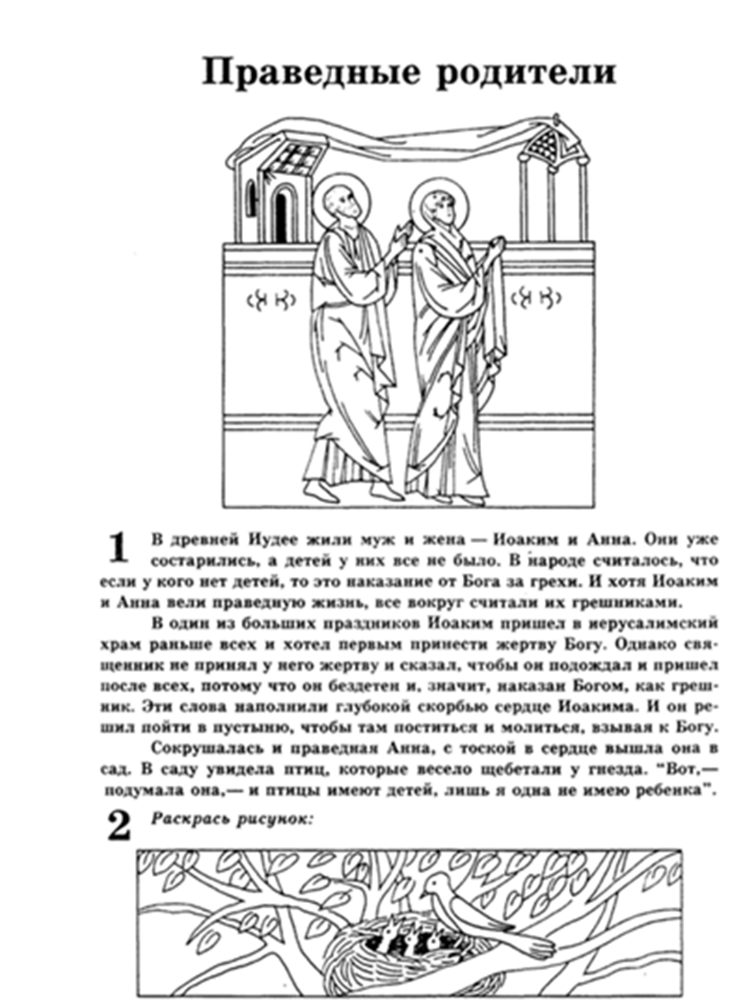 Праведные родители
1 В древней Иудее жили муж и жена — Иоаким и Анна. Они уже
состарились, а детей у них все не было. В народе считалось, что
если у кого нет детей, то это наказание от Бога за грехи. И хотя Иоаким
и Анна вели праведную жизнь, все вокруг считали их грешниками.
В один из больших праздников Иоаким пришел в иерусалимский
храм раньше всех и хотел первым принести жертву Богу. Однако свя-
щенник не принял у него жертву и сказал, чтобы он подождал и пришел
после всех, потому что он бездетен и, значит, наказан Богом, как греш-
ник. Эти слова наполнили глубокой скорбью сердце Иоакима. И он ре-
шил пойти в пустыню, чтобы там поститься и молиться, взывая к Богу.
Сокрушалась и праведная Анна, с тоской в сердце вышла она в
сад. В саду увидела птиц, которые весело щебетали у гнезда. “Вот,—
подумала она,— и птицы имеют детей, лишь я одна не имею ребенка”.
2 Раскрась рисунок: